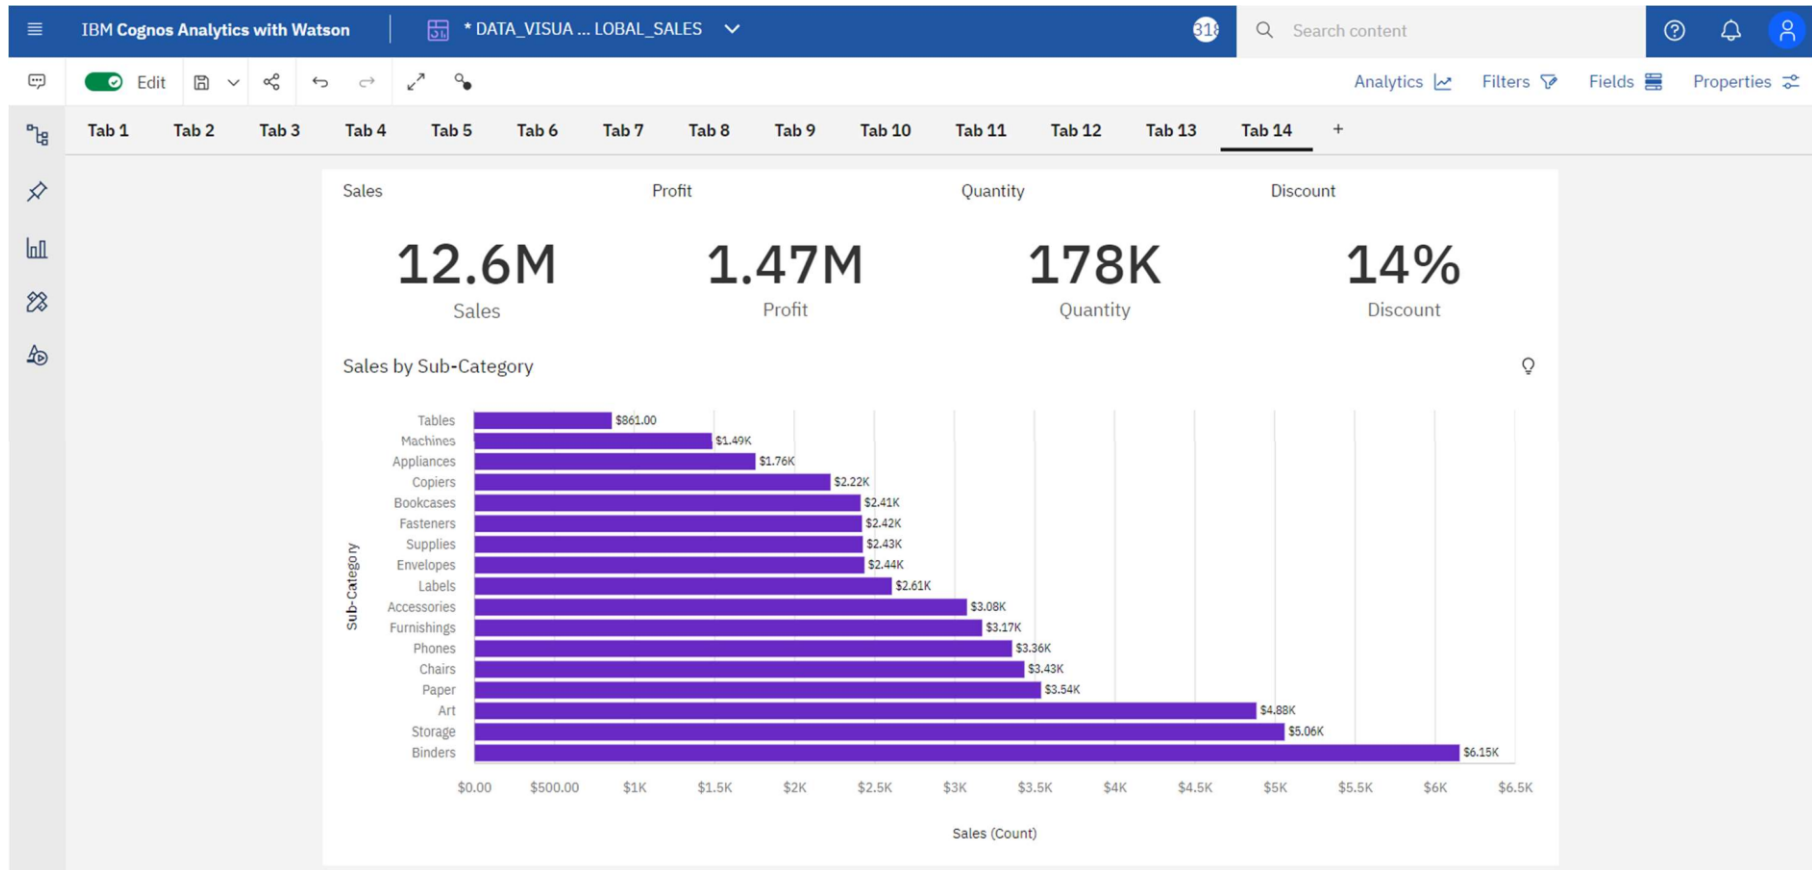 IBM Cognos Analytics with Watson
* DATA_VISUA ... LOBAL_SALES
Search content
Edit
Analytics
Filters
Fields
Properties
Tab 1 Tab 2 Tab 3 Tab 4 Tab 5 Tab 6 Tab 7 Tab 8 Tab 9 Tab 10 Tab 11 Tab 12 Tab 13 Tab 14 +
Sales Profit Quantity Discount
12.6M 1.47M 178K 14%
Sales Profit Quantity Discount
Sales by Sub-Category
Sub-Category
Tables $861.00
Machines $1.49K
Appliances $1.76K
Copiers $2.22K
Bookcases $2.41K
Fasteners $2.42K
Supplies $2.43K
Envelopes $2.44K
Labels $2.61K
Accessories $3.08K
Furnishings $3.17K
Phones $3.36K
Chairs $3.43K
Paper $3.54K
Art $4.88K
Storage $5.06K
Binders $6.15K
$0.00 $500.00 $1K $1.5K $2K $2.5K $3K $3.5K $4K $4.5K $5K $5.5K $6K $6.5K
Sales (Count)